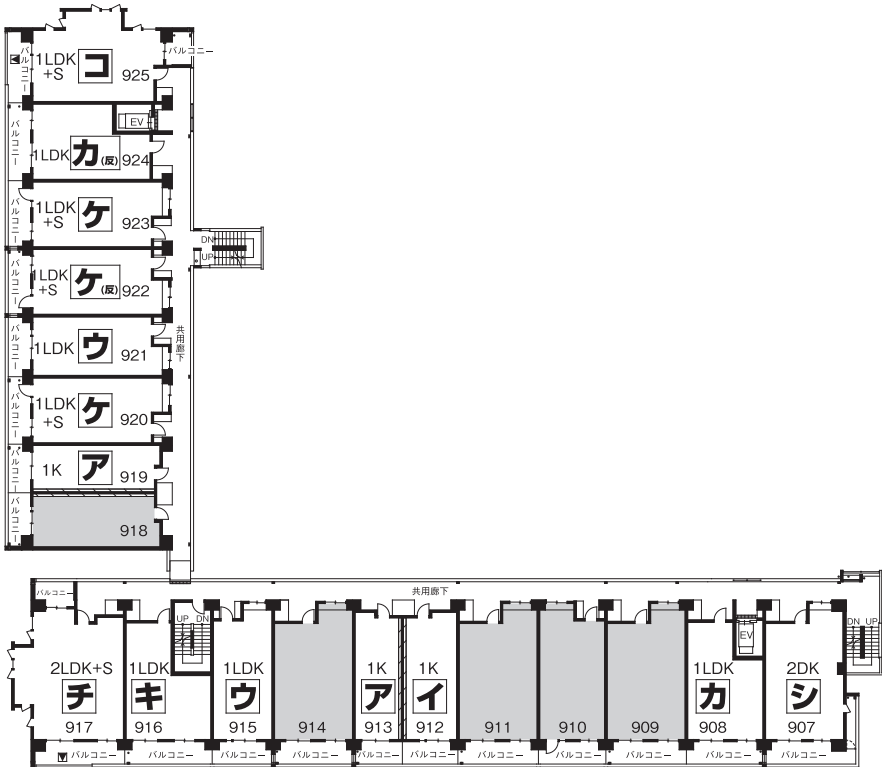 バルコニー
バルコニー
1LDK
+S
コ
925
EV
バルコニー
1LDK
カ(反)
924
バルコニー
1LDK
+S
ケ
923
DN
UP
バルコニー
1LDK
+S
ケ(反)
922
バルコニー
1LDK
ウ
921
共用廊下
バルコニー
1LDK
+S
ケ
920
バルコニー
1K
ア
919
バルコニー
918
バルコニー
共用廊下
2LDK+S
チ
917
1LDK
キ
916
UP DN
1LDK
ウ
915
914
1K
ア
913
1K
イ
912
911
910
909
EV
1LDK
カ
908
2DK
シ
907
DN UP
バルコニー
バルコニー
バルコニー
バルコニー
バルコニー
バルコニー
バルコニー
バルコニー
バルコニー
バルコニー
バルコニー